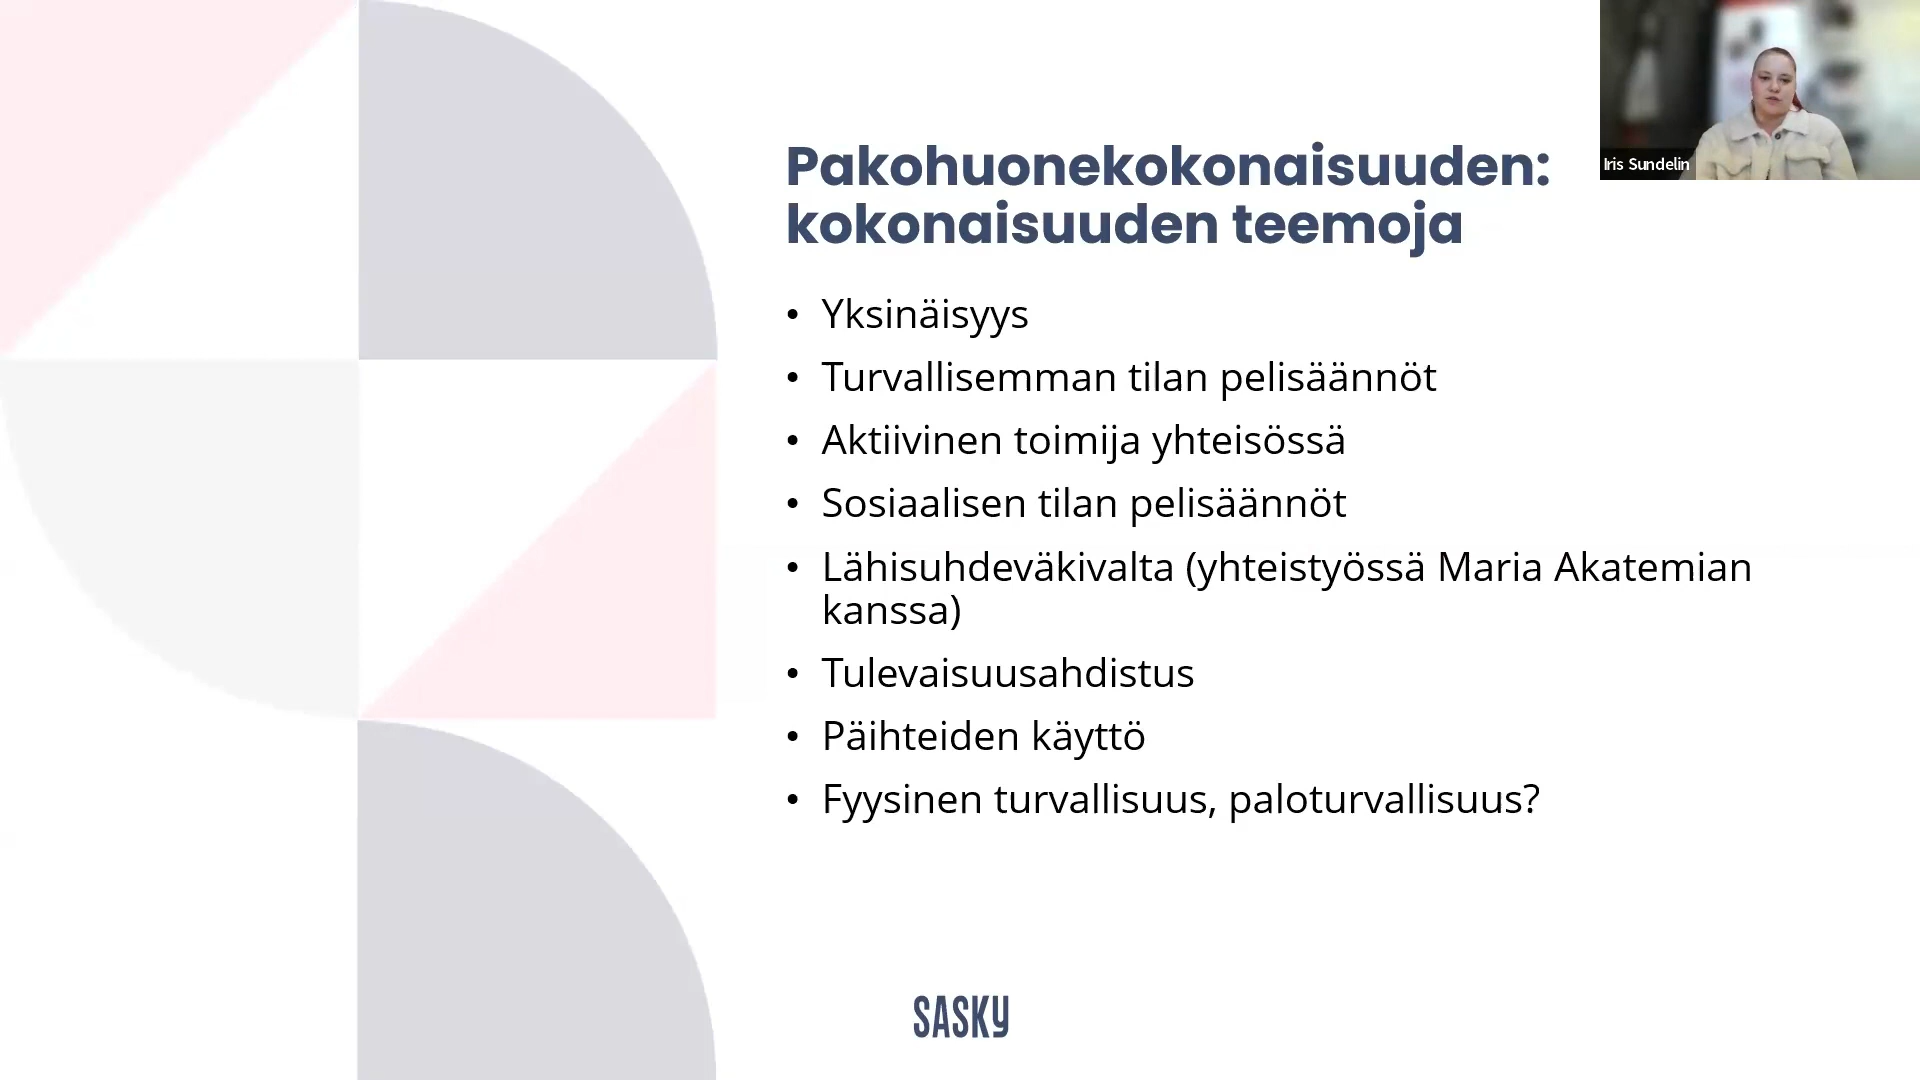 Pakohuonekokonaisuuden:
kokonaisuuden teemoja
• Yksinäisyys
• Turvallisemman tilan pelisäännöt
• Aktiivinen toimija yhteisössä
• Sosiaalisen tilan pelisäännöt
• Lähisuhdeväkivalta (yhteistyössä Maria Akatemian
kanssa)
• Tulevaisuusahdistus
• Päihteiden käyttö
• Fyysinen turvallisuus, paloturvallisuus?
Iris Sundelin
SASKY